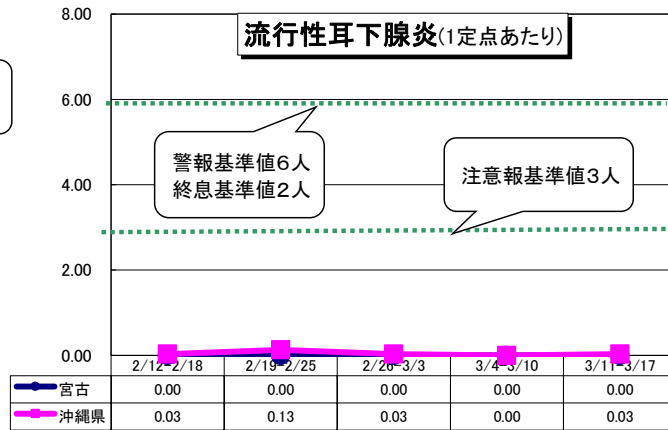 流行性耳下腺炎(1定点あたり)
8.00
6.00
4.00
2.00
0.00
警報基準値6人
終息基準値2人
注意報基準値3人
2/12-2/18 2/19-2/25 2/26-3/3 3/4-3/10 3/11-3/17
宮古 0.00 0.00 0.00 0.00 0.00
沖縄県 0.03 0.13 0.03 0.00 0.03